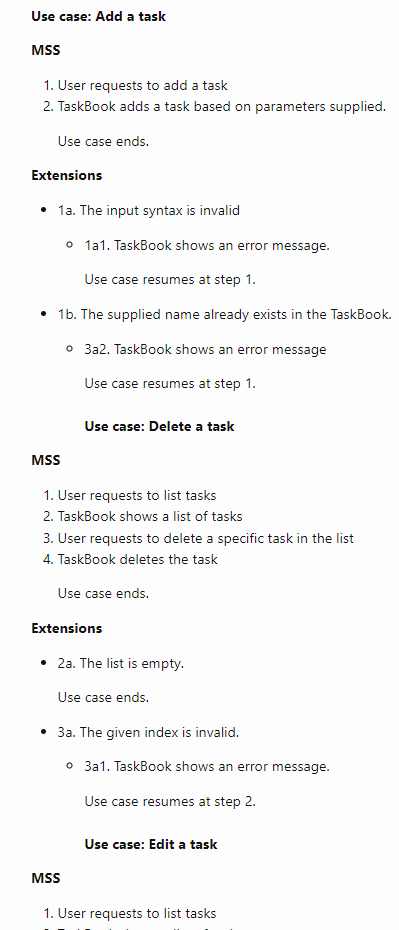 Use case: Add a task
MSS
1. User requests to add a task
2. TaskBook adds a task based on parameters supplied.
Use case ends.
Extensions
• 1a. The input syntax is invalid
◦ 1a1. TaskBook shows an error message.
Use case resumes at step 1.
• 1b. The supplied name already exists in the TaskBook.
◦ 3a2. TaskBook shows an error message
Use case resumes at step 1.
Use case: Delete a task
MSS
1. User requests to list tasks
2. TaskBook shows a list of tasks
3. User requests to delete a specific task in the list
4. TaskBook deletes the task
Use case ends.
Extensions
• 2a. The list is empty.
Use case ends.
• 3a. The given index is invalid.
◦ 3a1. TaskBook shows an error message.
Use case resumes at step 2.
Use case: Edit a task
MSS
1. User requests to list tasks